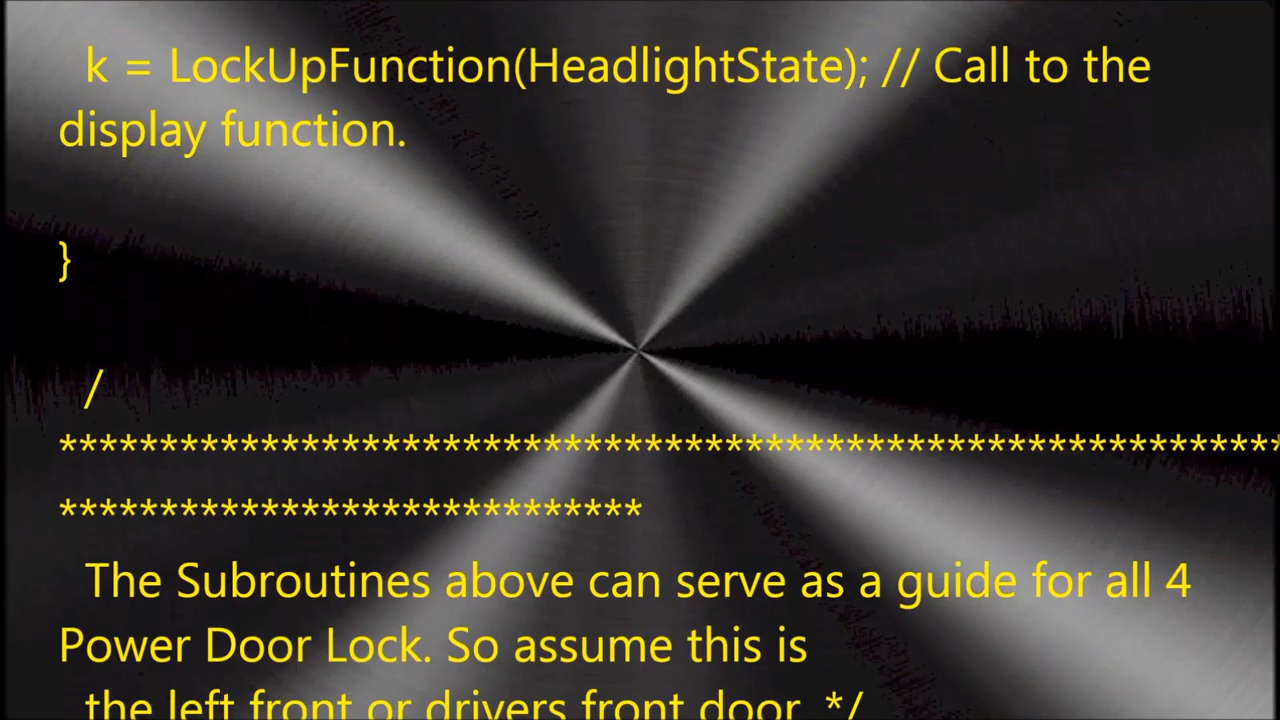 k = LockUpFunction(HeadlightState); // Call to the
display function.
}
/
*****************************************************************
*******************************
The Subroutines above can serve as a guide for all 4
Power Door Lock. So assume this is
the left front or drivers front door. */